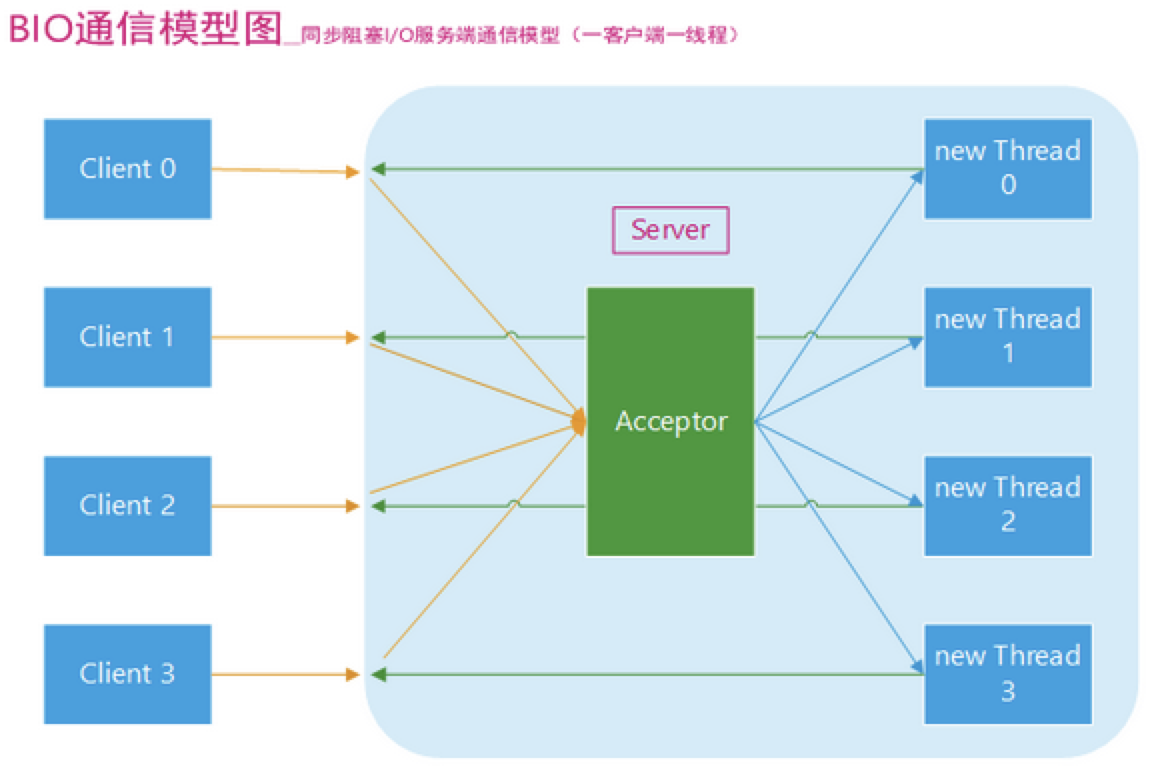 BIO通信模型图_同步阻塞I/O服务端通信模型（一客户端一线程）
Client 0
new Thread
0
Server
Client 1
new Thread
1
Acceptor
Client 2
new Thread
2
Client 3
new Thread
3